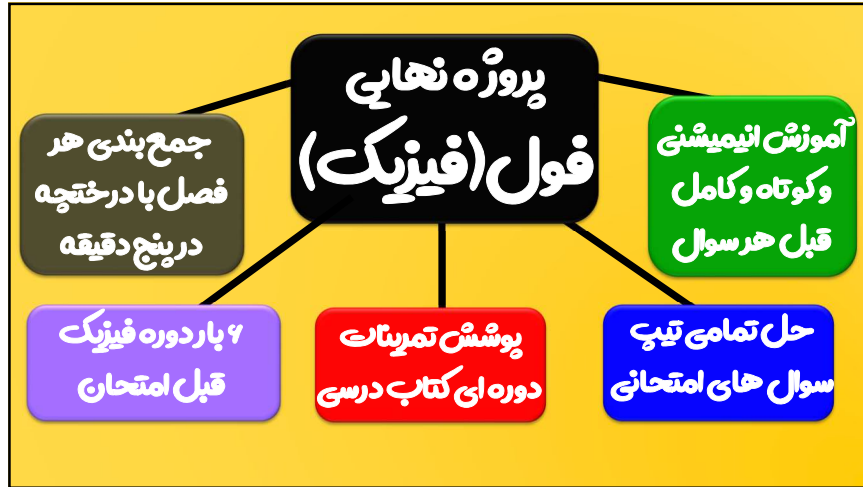 پروژه نهایی
فول(فیزیک)
آموزش انیمیشنی
و کوتاه و کامل
قبل هر سوال
جمع بندی هر
فصل با درختچه
در پنج دقیقه
حل تمامی تیپ
سوال های امتحانی
پوشش تمرینات
دوره ای کتاب درسی
۶ بار دوره فیزیک
قبل امتحان